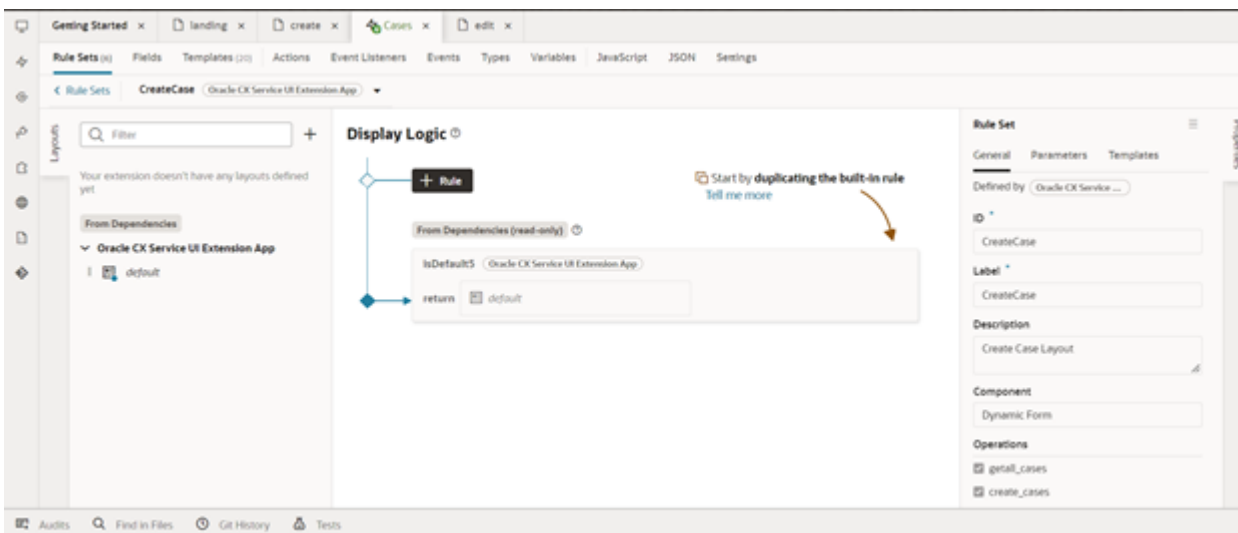 Getting Started ×
landing ×
create ×
Cases ×
edit ×
Rule Sets (6)
Fields
Templates (20)
Actions
Event Listeners
Events
Types
Variables
JavaScript
JSON
Settings
Rule Sets
CreateCase
Oracle CX Service UI Extension App
Layouts
Filter
Your extension doesn't have any layouts defined
yet
From Dependencies
Oracle CX Service UI Extension App
default
Display Logic
+ Rule
Start by duplicating the built-in rule
Tell me more
From Dependencies (read-only)
isDefault5
Oracle CX Service UI Extension App
return
default
Rule Set
General
Parameters
Templates
Defined by
Oracle CX Service ...
ID *
CreateCase
Label *
CreateCase
Description
Create Case Layout
Component
Dynamic Form
Operations
getall_cases
create_cases
Properties
Audits
Find in Files
Git History
Tests